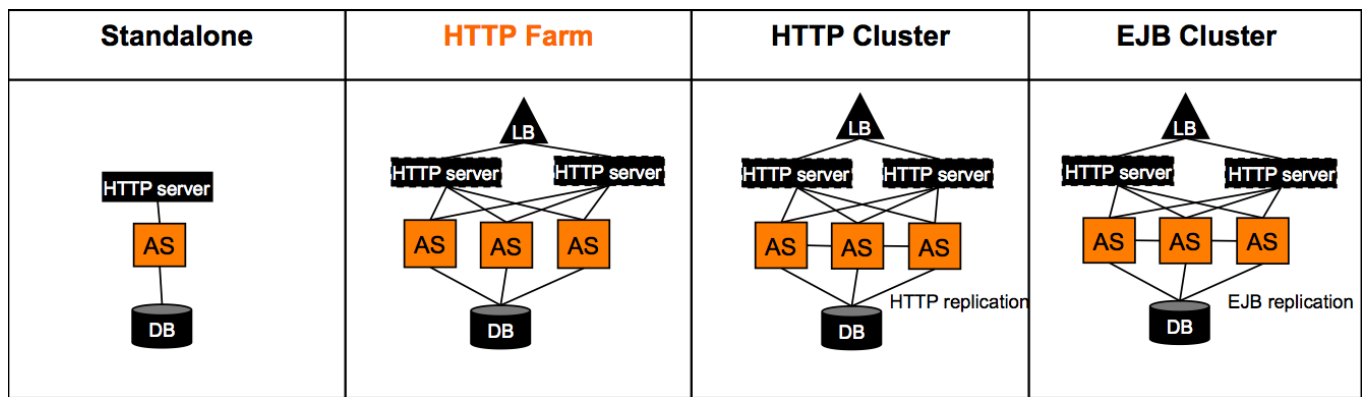 Standalone
HTTP Farm
HTTP Cluster
EJB Cluster
HTTP server
AS
DB
LB
HTTP server
HTTP server
AS
AS
AS
DB
LB
HTTP server
HTTP server
AS
AS
AS
HTTP replication
DB
LB
HTTP server
HTTP server
AS
AS
AS
EJB replication
DB